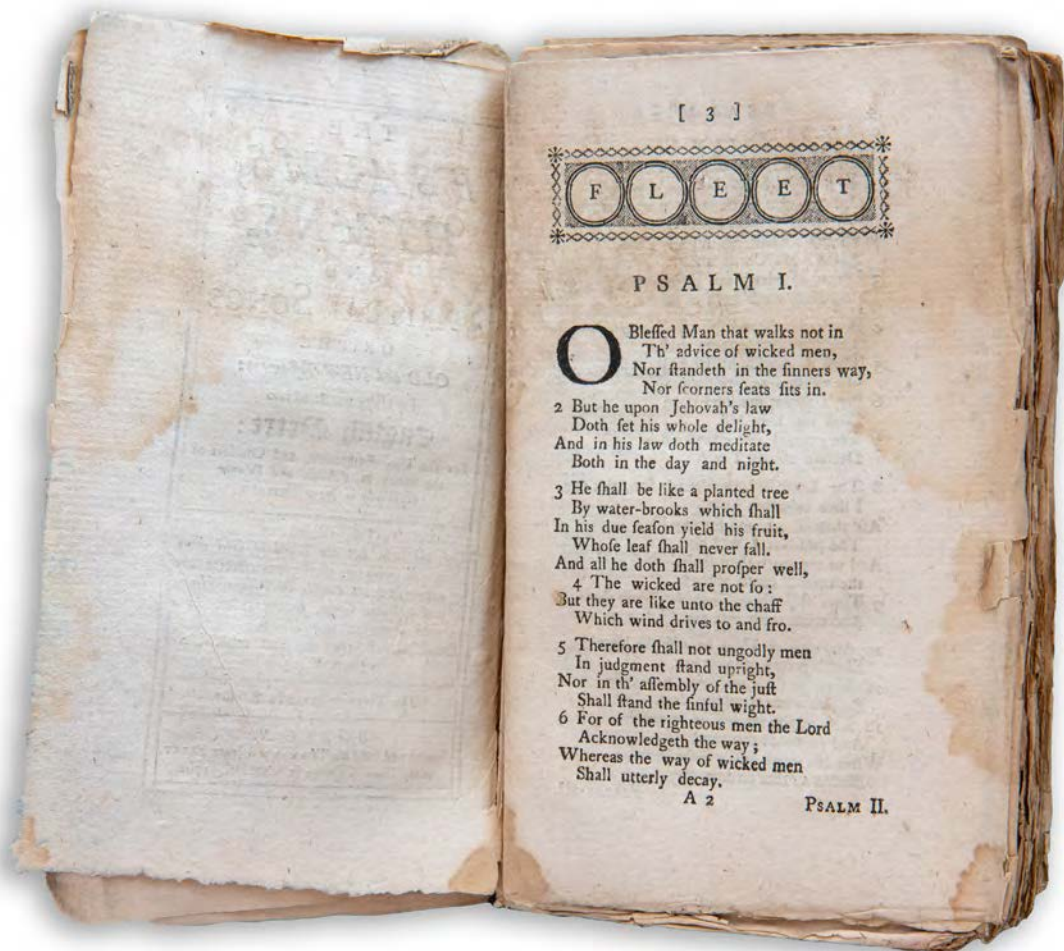 [ 3 ]
F L E E T
PSALM I.
O Bleſſed Man that walks not in
Th' advice of wicked men,
Nor ſtandeth in the ſinners way,
Nor ſcorners ſeats ſits in.
2 But he upon Jehovah's law
Doth ſet his whole delight,
And in his law doth meditate
Both in the day and night.
3 He ſhall be like a planted tree
By water-brooks which ſhall
In his due ſeaſon yield his fruit,
Whoſe leaf ſhall never fall.
And all he doth ſhall proſper well,
4 The wicked are not ſo :
But they are like unto the chaff
Which wind drives to and fro.
5 Therefore ſhall not ungodly men
In judgment ſtand upright,
Nor in th' aſſembly of the juſt
Shall ſtand the ſinful wight.
6 For of the righteous men the Lord
Acknowledgeth the way ;
Whereas the way of wicked men
Shall utterly decay.
A 2 PSALM II.